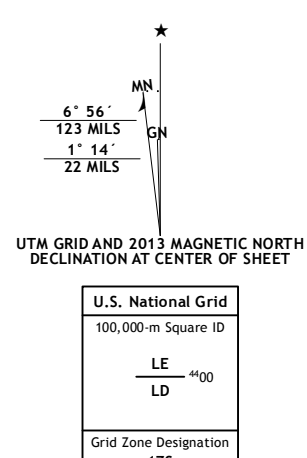 ★
MN
6° 56´
123 MILS
GN
1° 14´
22 MILS
UTM GRID AND 2013 MAGNETIC NORTH
DECLINATION AT CENTER OF SHEET
U.S. National Grid
100,000-m Square ID
LE
4400
LD
Grid Zone Designation